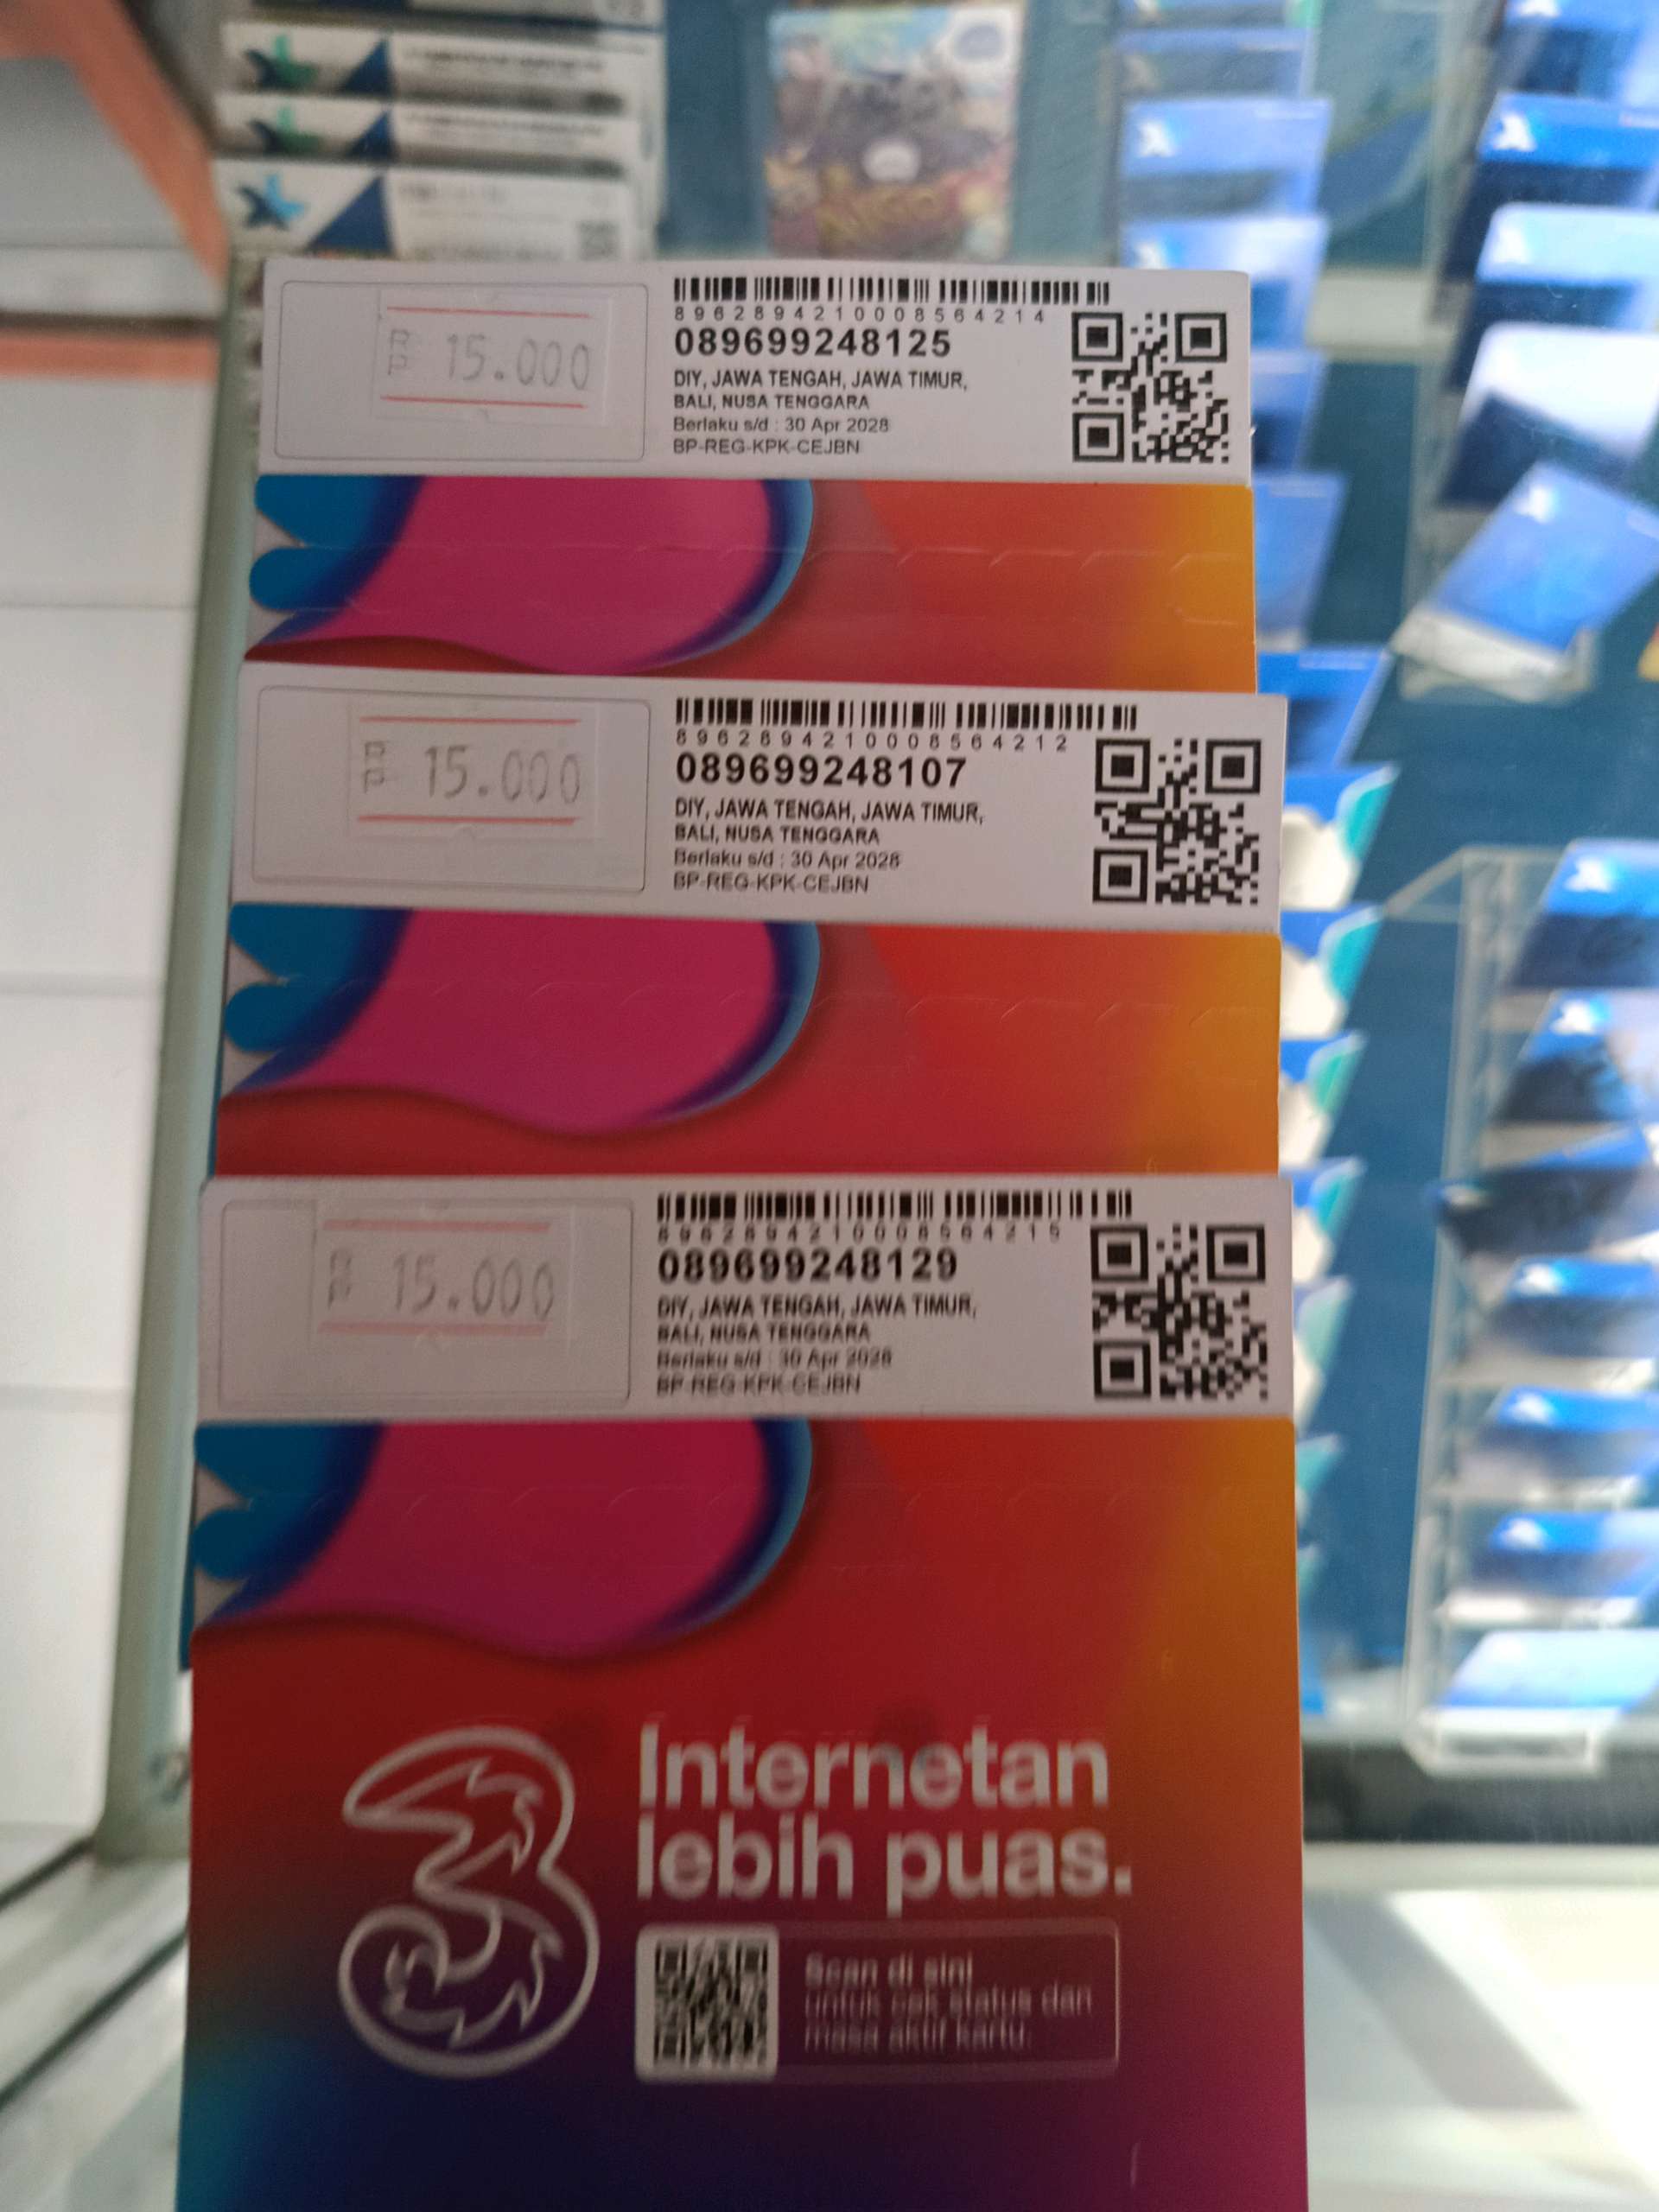 RP 15.000
8962894210008564214
089699248125
DIY, JAWA TENGAH, JAWA TIMUR,
BALI, NUSA TENGGARA
Berlaku s/d : 30 Apr 2028
BP-REG-KPK-CEJBN
RP 15.000
8962894210008564212
089699248107
DIY, JAWA TENGAH, JAWA TIMUR,
BALI, NUSA TENGGARA
Berlaku s/d : 30 Apr 2028
BP-REG-KPK-CEJBN
RP 15.000
8962894210008564215
089699248129
DIY, JAWA TENGAH, JAWA TIMUR,
BALI, NUSA TENGGARA
Berlaku s/d : 30 Apr 2028
BP-REG-KPK-CEJBN
3
Internetan
lebih puas.
Scan di sini
untuk cek status dan
masa aktif kartu.